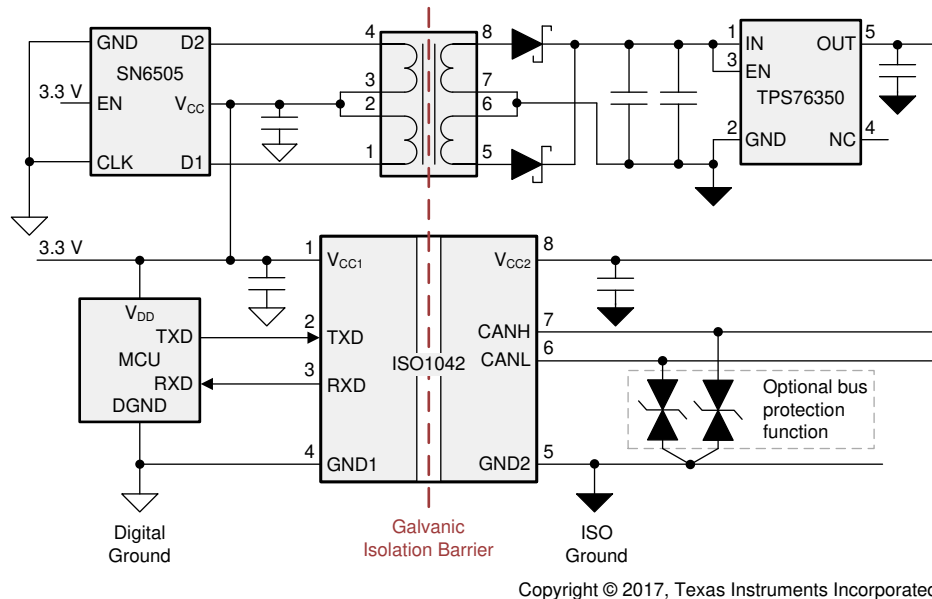 GND D2 4 8 1 IN OUT 5
SN6505
3 EN
3.3 V EN VCC 3 7
2 6 TPS76350
CLK D1 1 5 2 GND NC 4
3.3 V 1 VCC1 VCC2 8
VDD
TXD 2 TXD CANH 7
MCU ISO1042 CANL 6
RXD 3 RXD
DGND
Optional bus
protection
function
4 GND1 GND2 5
Digital
Ground
Galvanic
Isolation Barrier
ISO
Ground
Copyright © 2017, Texas Instruments Incorporated